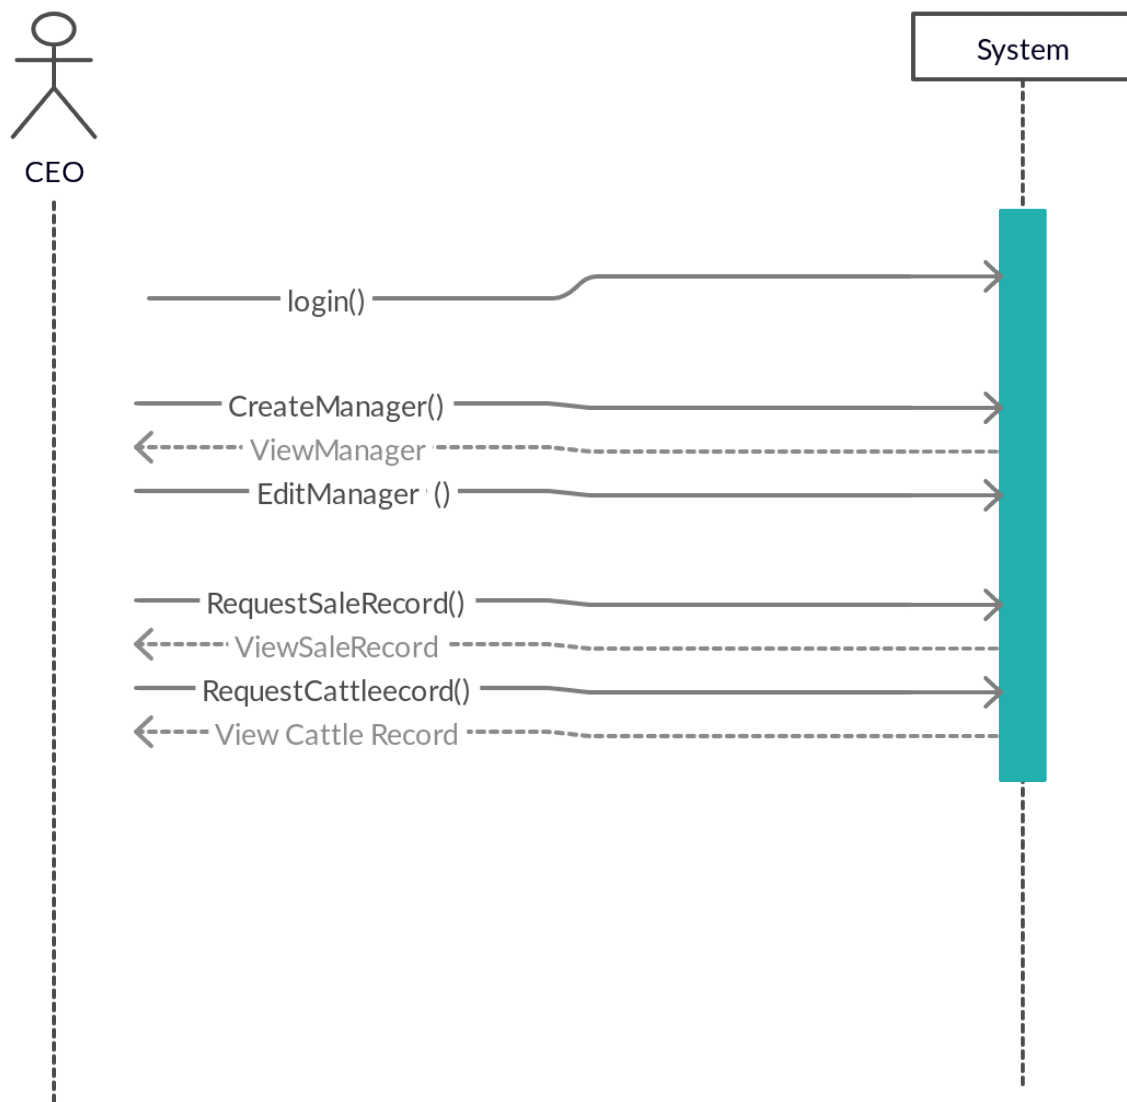 CEO
System
login()
CreateManager()
ViewManager
EditManager ()
RequestSaleRecord()
ViewSaleRecord
RequestCattleecord()
View Cattle Record